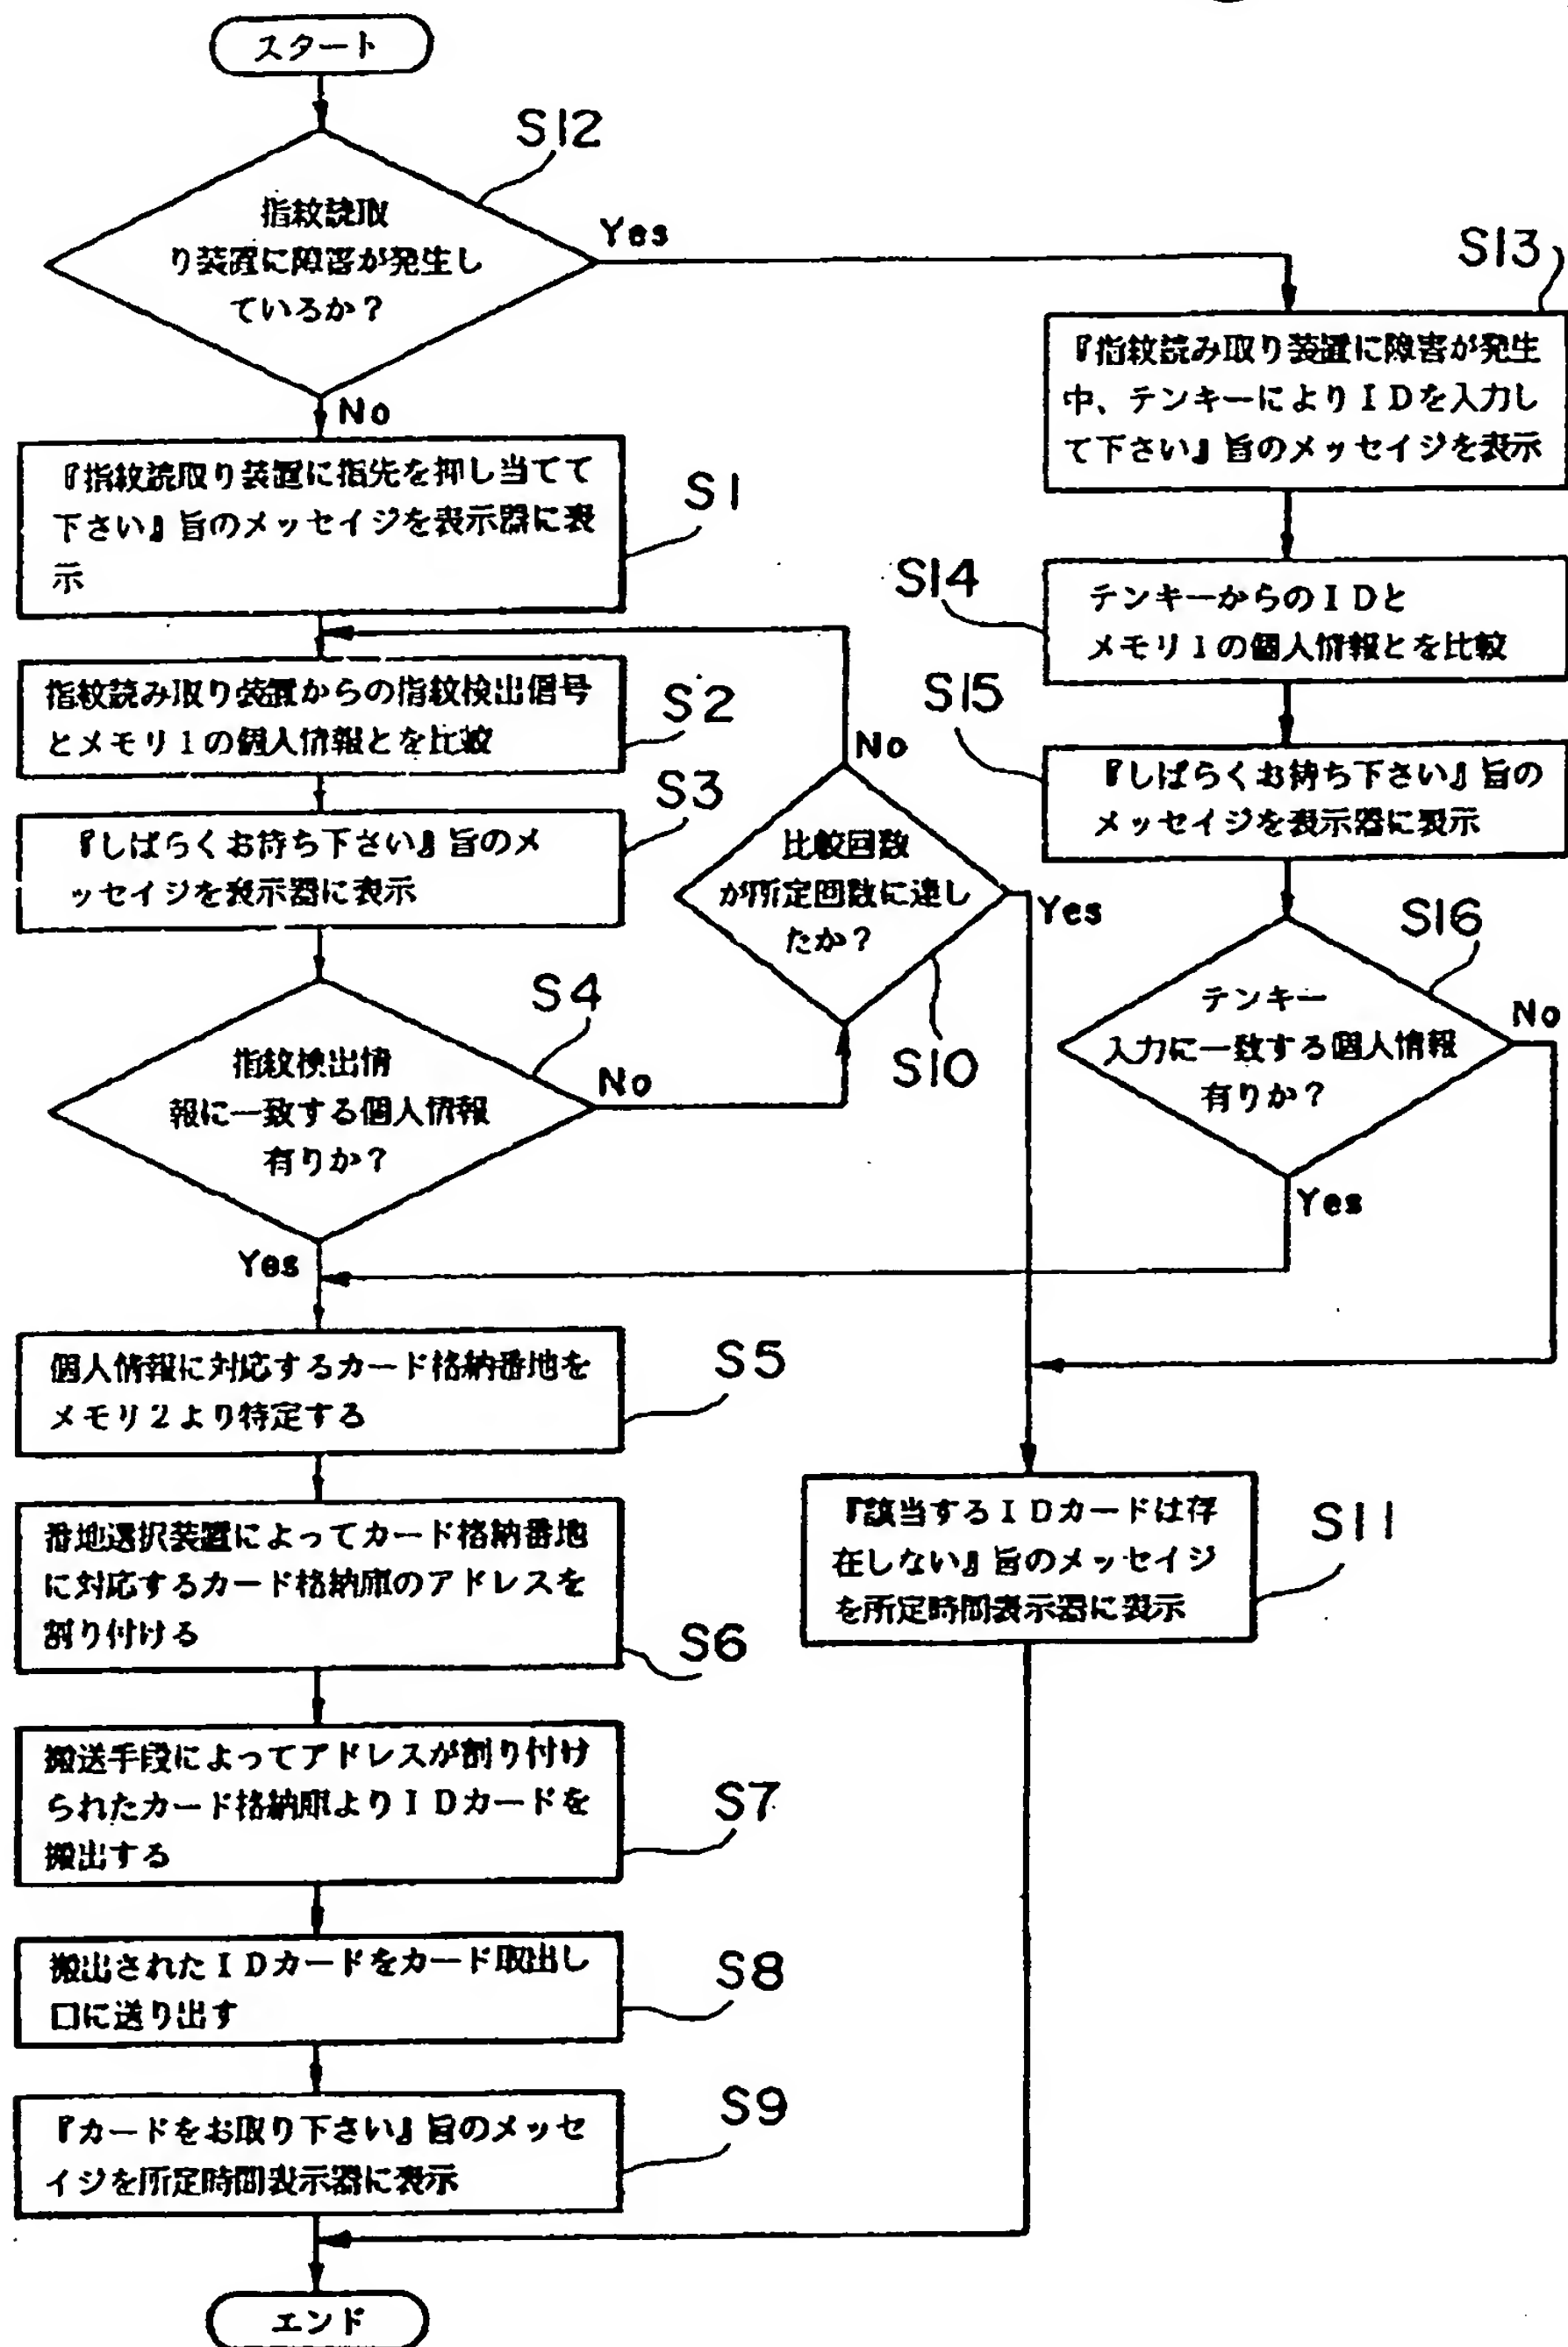 スタート
S12
指紋読取
り装置に障害が発生し
ているか?
Yes
No
S13
『指紋読み取り装置に障害が発生
中、テンキーによりIDを入力し
て下さい』旨のメッセイジを表示
『指紋読取り装置に指先を押し当てて
下さい』旨のメッセイジを表示器に表
示
S1
S14
テンキーからのIDと
メモリ1の個人情報とを比較
指紋読み取り装置からの指紋検出信号
とメモリ1の個人情報とを比較
S2
S15
『しばらくお待ち下さい』旨の
メッセイジを表示器に表示
『しばらくお待ち下さい』旨のメ
ッセイジを表示器に表示
S3
No
比較回数
が所定回数に達し
たか?
Yes
S10
S16
テンキー
入力に一致する個人情報
有りか?
No
Yes
S4
指紋検出情
報に一致する個人情報
有りか?
No
Yes
個人情報に対応するカード格納番地を
メモリ2より特定する
S5
番地選択装置によってカード格納番地
に対応するカード格納庫のアドレスを
割り付ける
S6
『該当するIDカードは存
在しない』旨のメッセイジ
を所定時間表示器に表示
S11
搬送手段によってアドレスが割り付け
られたカード格納庫よりIDカードを
搬出する
S7
搬出されたIDカードをカード取出し
口に送り出す
S8
『カードをお取り下さい』旨のメッセ
イジを所定時間表示器に表示
S9
エンド